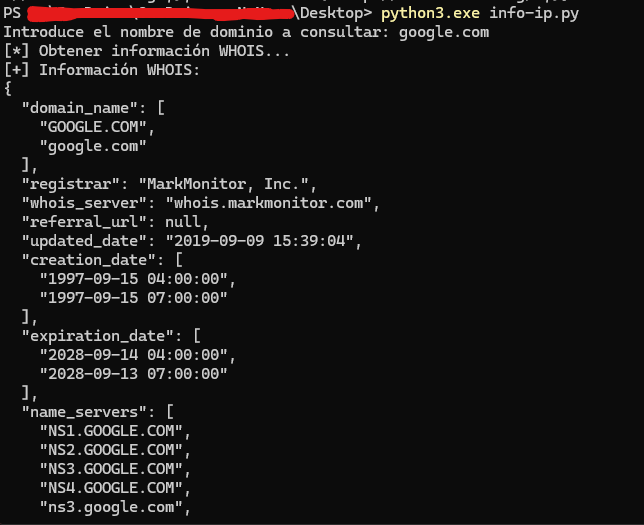 PS \Desktop> python3.exe info-ip.py
Introduce el nombre de dominio a consultar: google.com
[*] Obtener información WHOIS...
[+] Información WHOIS:
{
"domain_name": [
"GOOGLE.COM",
"google.com"
],
"registrar": "MarkMonitor, Inc.",
"whois_server": "whois.markmonitor.com",
"referral_url": null,
"updated_date": "2019-09-09 15:39:04",
"creation_date": [
"1997-09-15 04:00:00",
"1997-09-15 07:00:00"
],
"expiration_date": [
"2028-09-14 04:00:00",
"2028-09-13 07:00:00"
],
"name_servers": [
"NS1.GOOGLE.COM",
"NS2.GOOGLE.COM",
"NS3.GOOGLE.COM",
"NS4.GOOGLE.COM",
"ns3.google.com",